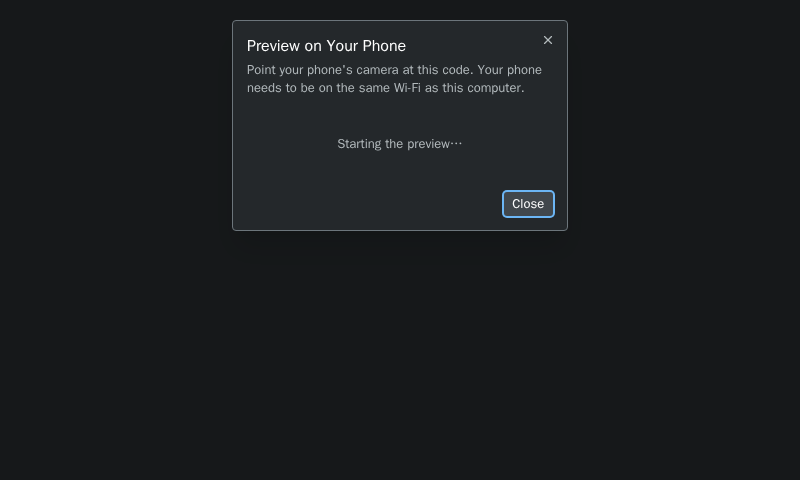 Preview on Your Phone
×
Point your phone's camera at this code. Your phone
needs to be on the same Wi-Fi as this computer.
Starting the preview⋯
Close